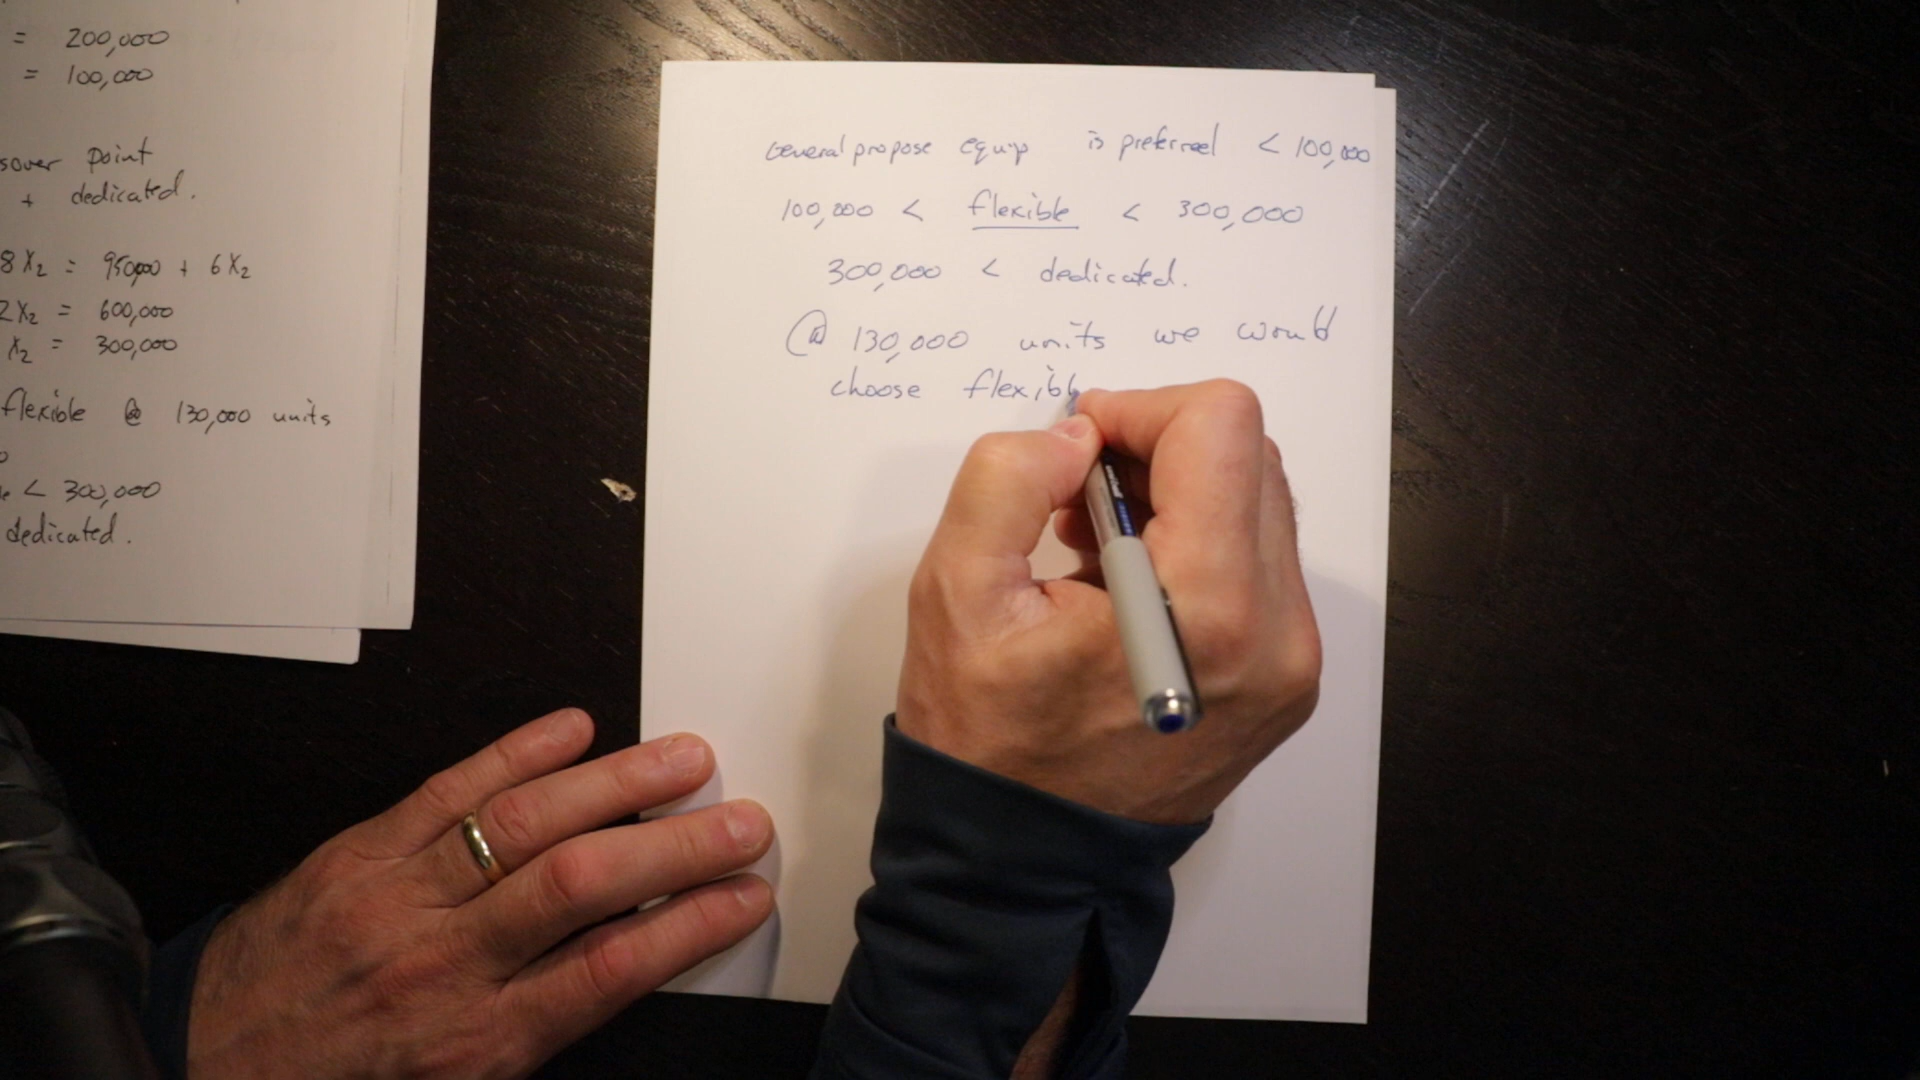 = 200,000
= 100,000
sover point
+ dedicated.
8X2 = 950,000 + 6X2
2X2 = 600,000
X2 = 300,000
flexible @ 130,000 units
< 300,000
dedicated.
General propose equip is preferred < 100,000
100,000 < flexible < 300,000
300,000 < dedicated.
@ 130,000 units we would
choose flexibl